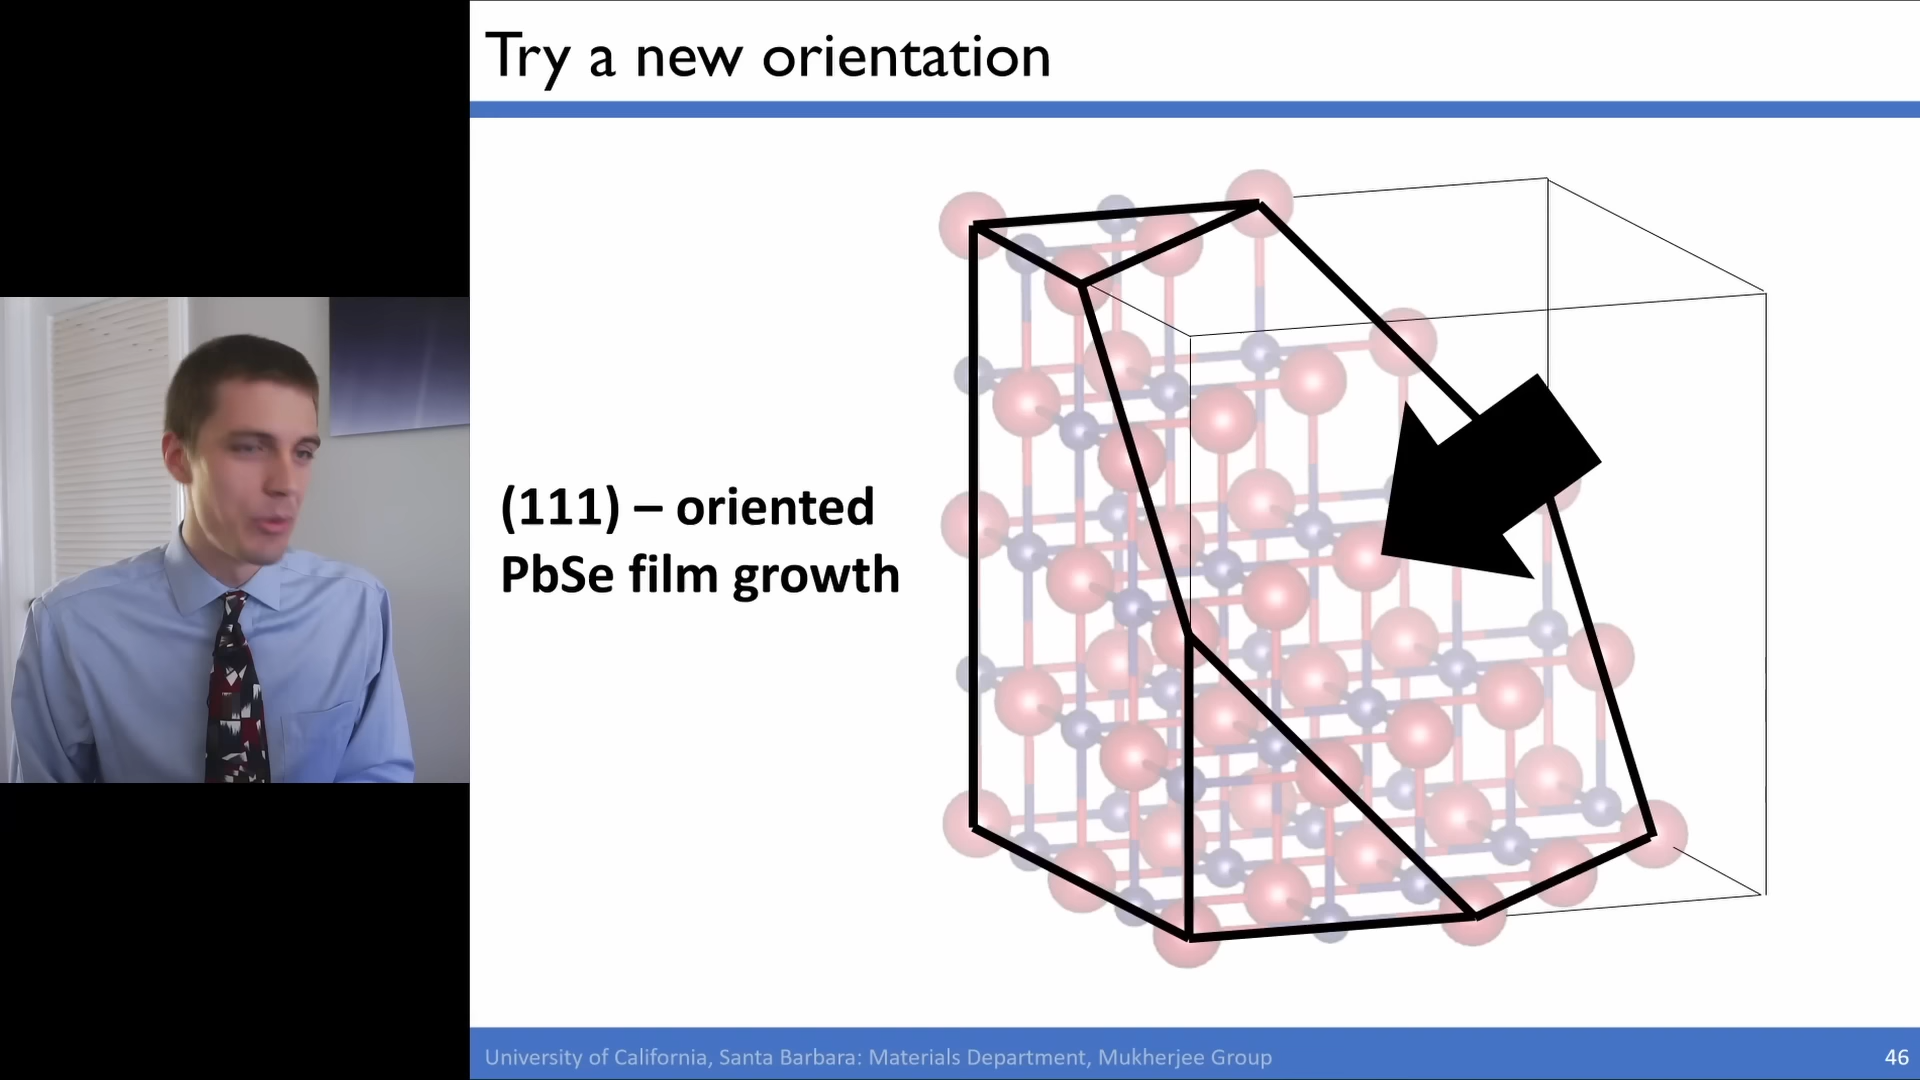 Try a new orientation
(111) – oriented
PbSe film growth
University of California, Santa Barbara: Materials Department, Mukherjee Group
46